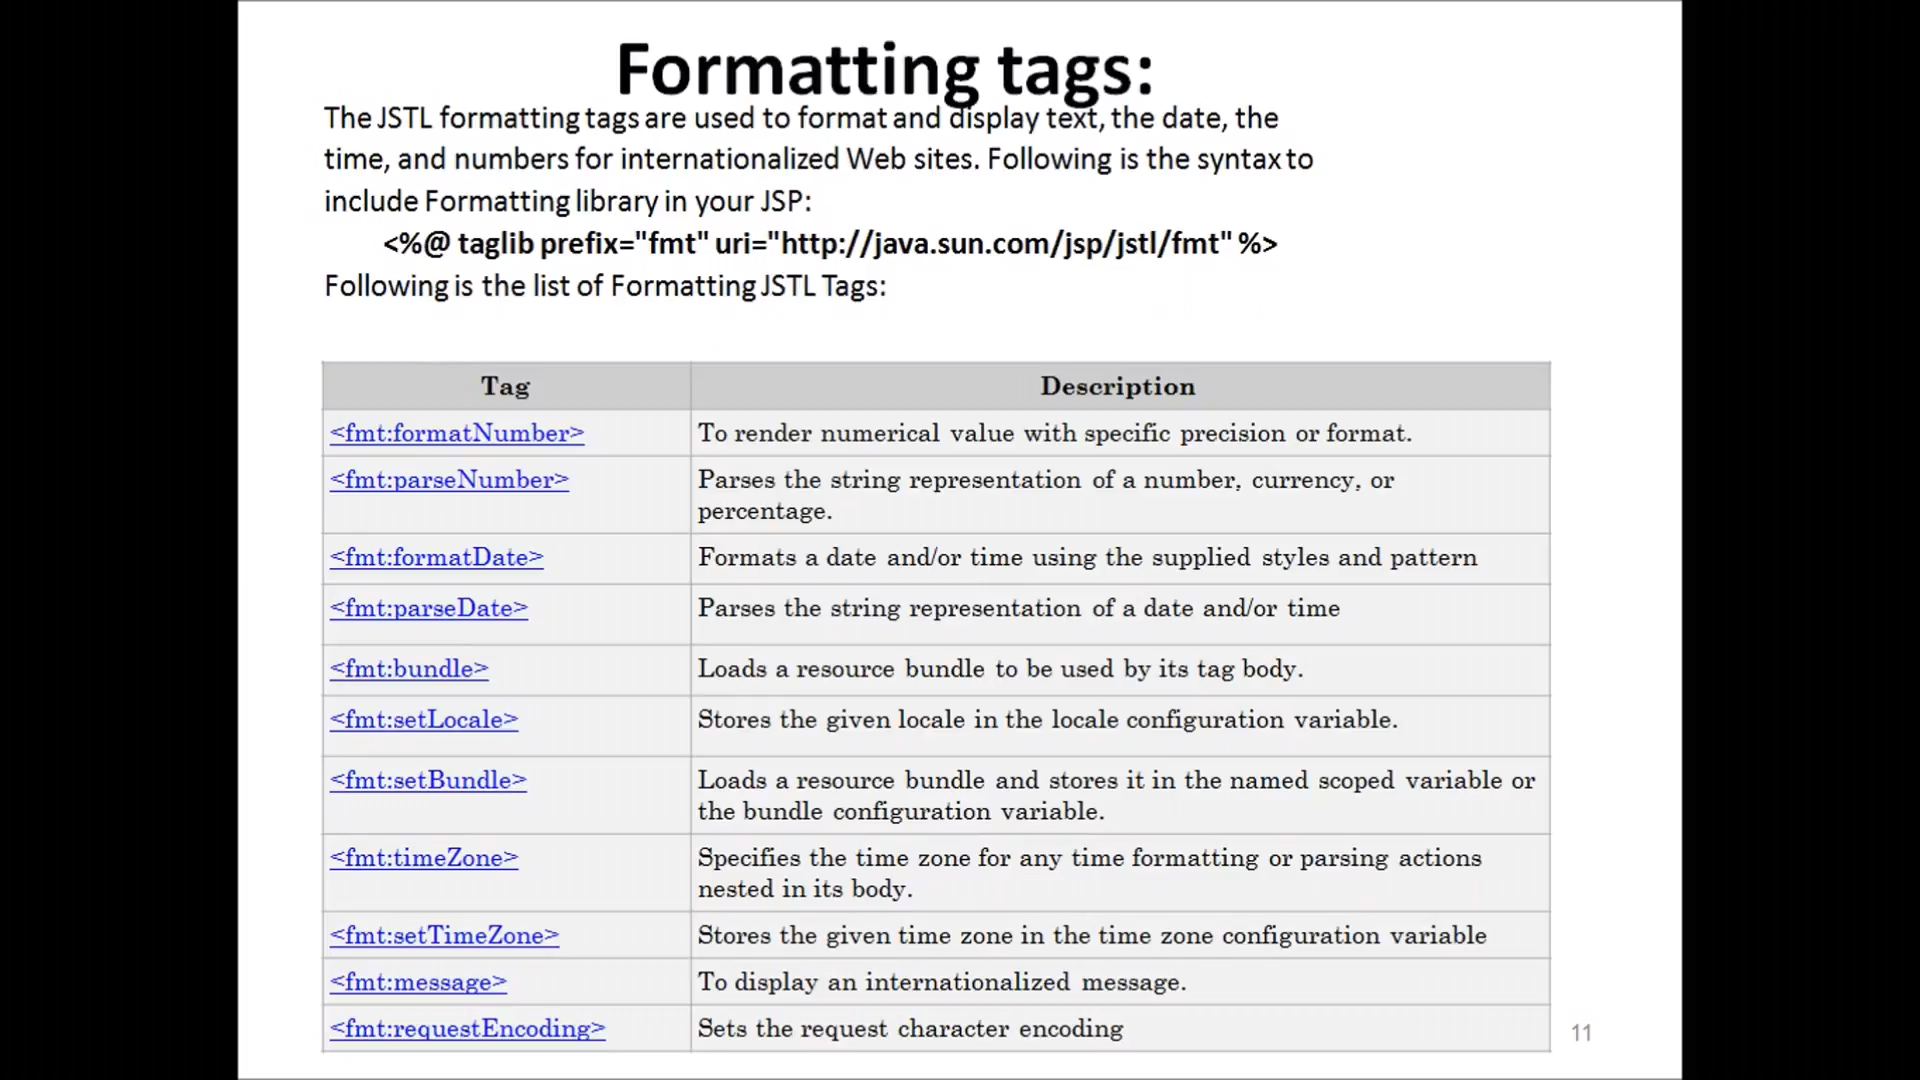 Formatting tags:
The JSTL formatting tags are used to format and display text, the date, the
time, and numbers for internationalized Web sites. Following is the syntax to
include Formatting library in your JSP:
<%@ taglib prefix="fmt" uri="http://java.sun.com/jsp/jstl/fmt" %>
Following is the list of Formatting JSTL Tags:
Tag Description
<fmt:formatNumber> To render numerical value with specific precision or format.
<fmt:parseNumber> Parses the string representation of a number, currency, or
percentage.
<fmt:formatDate> Formats a date and/or time using the supplied styles and pattern
<fmt:parseDate> Parses the string representation of a date and/or time
<fmt:bundle> Loads a resource bundle to be used by its tag body.
<fmt:setLocale> Stores the given locale in the locale configuration variable.
<fmt:setBundle> Loads a resource bundle and stores it in the named scoped variable or
the bundle configuration variable.
<fmt:timeZone> Specifies the time zone for any time formatting or parsing actions
nested in its body.
<fmt:setTimeZone> Stores the given time zone in the time zone configuration variable
<fmt:message> To display an internationalized message.
<fmt:requestEncoding> Sets the request character encoding
11